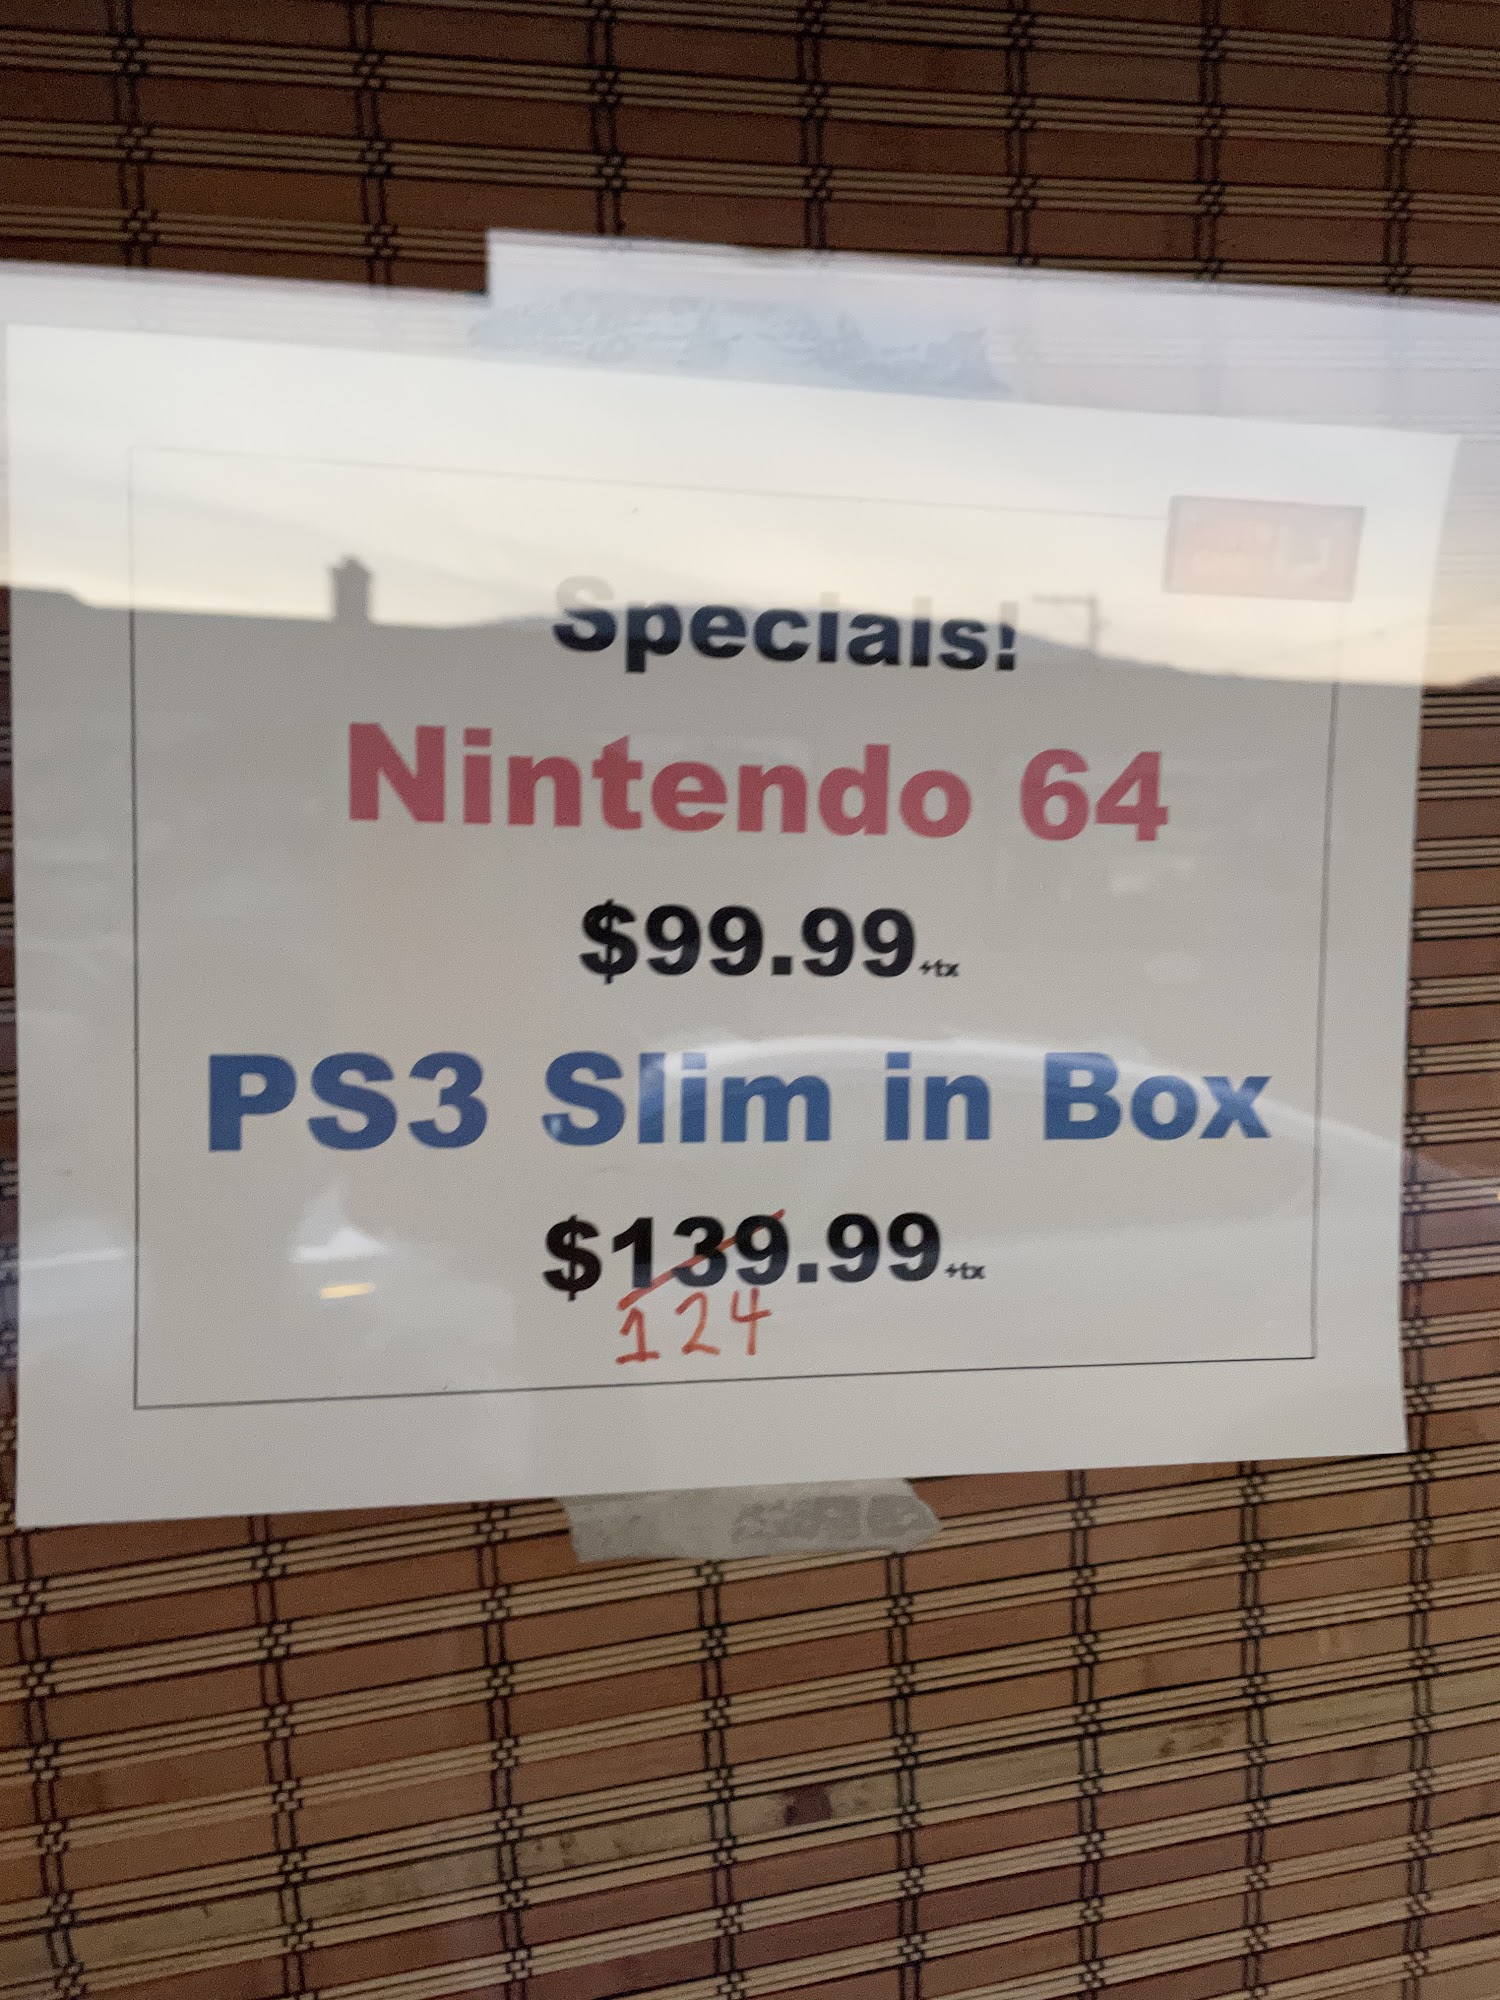 Specials!
Nintendo 64
$99.99+tx
PS3 Slim in Box
$139.99+tx
124